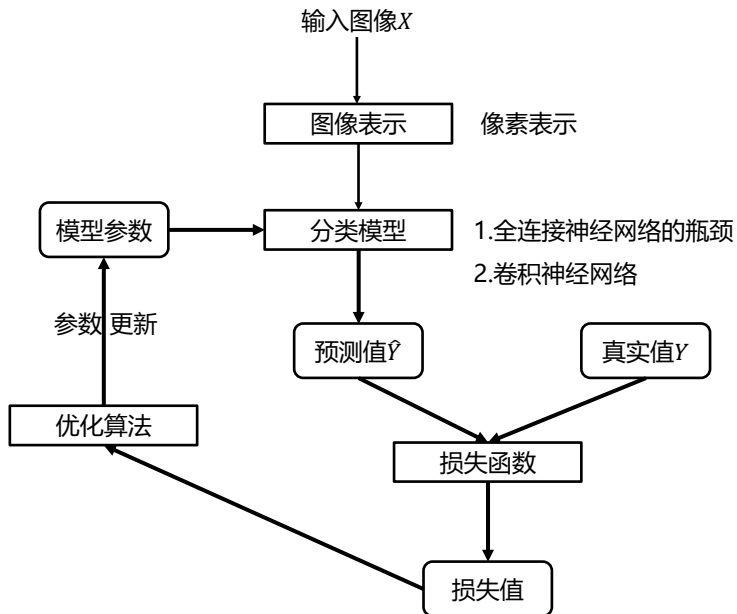 输入图像X
图像表示
像素表示
模型参数
分类模型
1.全连接神经网络的瓶颈
2.卷积神经网络
参数 更新
预测值Ŷ
真实值Y
优化算法
损失函数
损失值